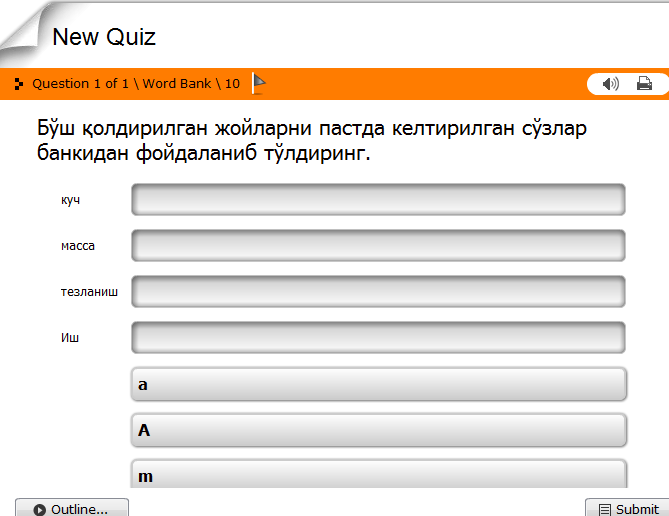 New Quiz
Question 1 of 1 \ Word Bank \ 10
Бўш қолдирилган жойларни пастда келтирилган сўзлар
банкидан фойдаланиб тўлдиринг.
куч
масса
тезланиш
Иш
a
A
m
Outline...
Submit